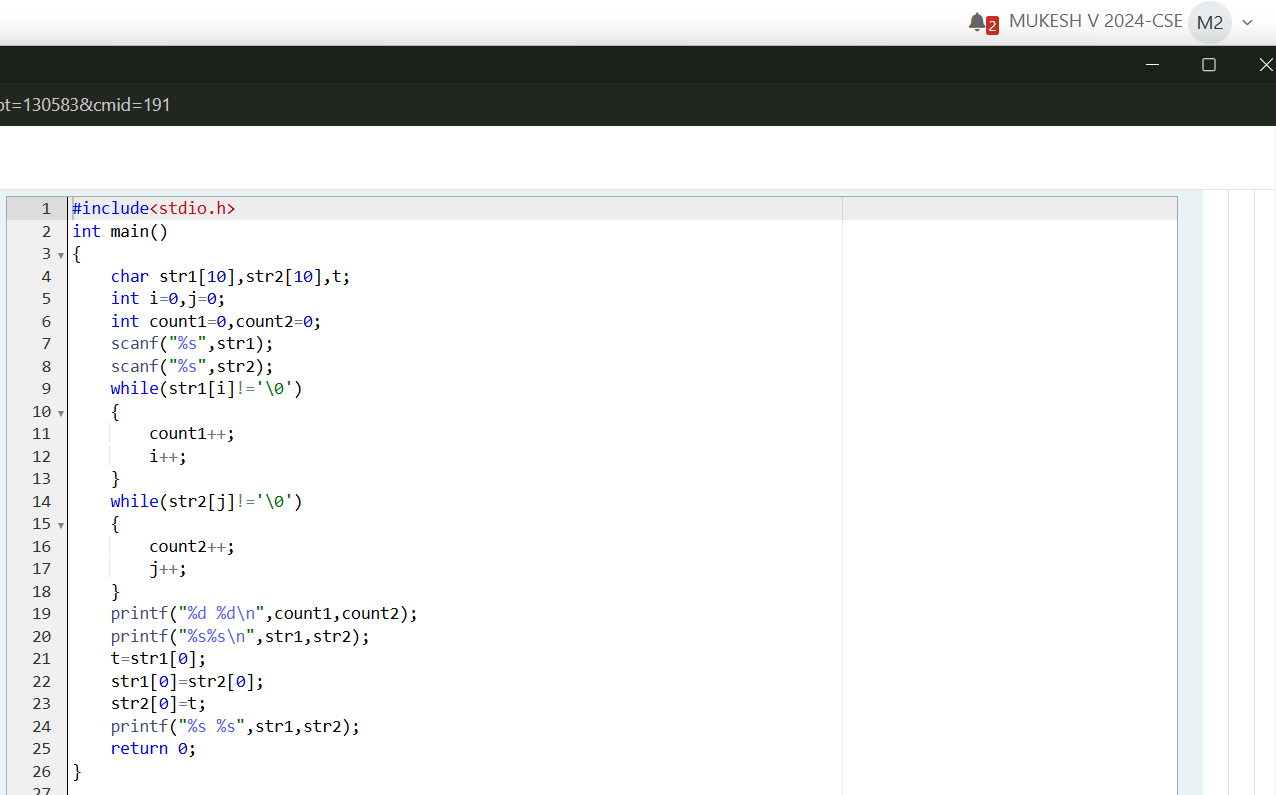 2 MUKESH V 2024-CSE M2
pt=130583&cmid=191
1 #include<stdio.h>
2 int main()
3 {
4     char str1[10],str2[10],t;
5     int i=0,j=0;
6     int count1=0,count2=0;
7     scanf("%s",str1);
8     scanf("%s",str2);
9     while(str1[i]!='\0')
10     {
11         count1++;
12         i++;
13     }
14     while(str2[j]!='\0')
15     {
16         count2++;
17         j++;
18     }
19     printf("%d %d\n",count1,count2);
20     printf("%s%s\n",str1,str2);
21     t=str1[0];
22     str1[0]=str2[0];
23     str2[0]=t;
24     printf("%s %s",str1,str2);
25     return 0;
26 }
27